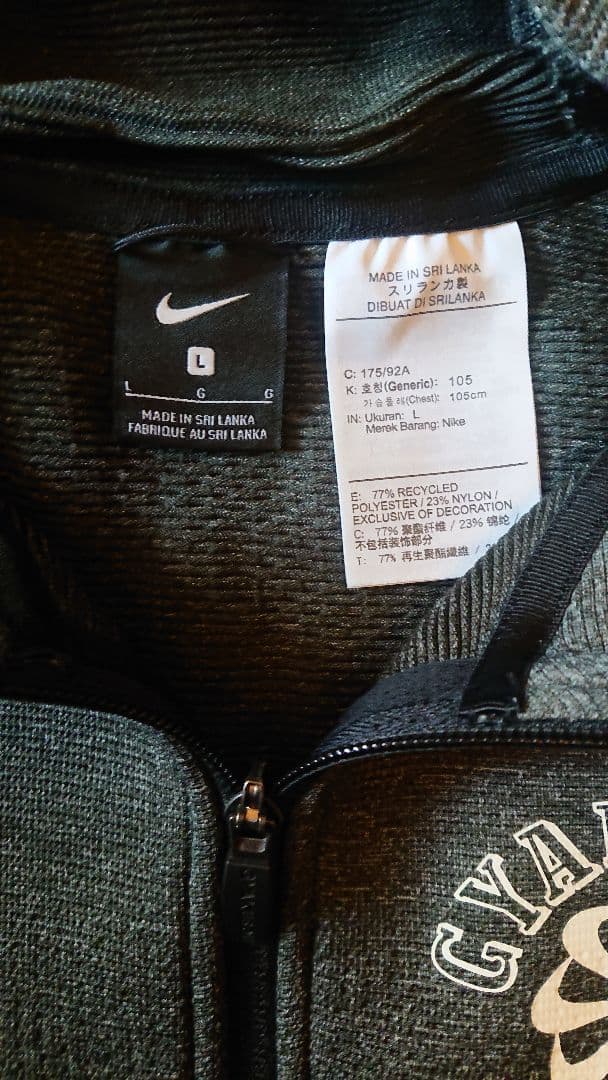 L
L G G
MADE IN SRI LANKA
FABRIQUE AU SRI LANKA
MADE IN SRI LANKA
スリランカ製
DIBUAT DI SRILANKA
C: 175/92A
K: 호칭(Generic): 105
가슴둘레(Chest): 105cm
IN: Ukuran: L
Merek Barang: Nike
E: 77% RECYCLED
POLYESTER / 23% NYLON /
EXCLUSIVE OF DECORATION
C: 77% 聚酯纤维 / 23% 锦纶 /
不包括装饰部分
T: 77% 再生聚酯纖維 /
GYA